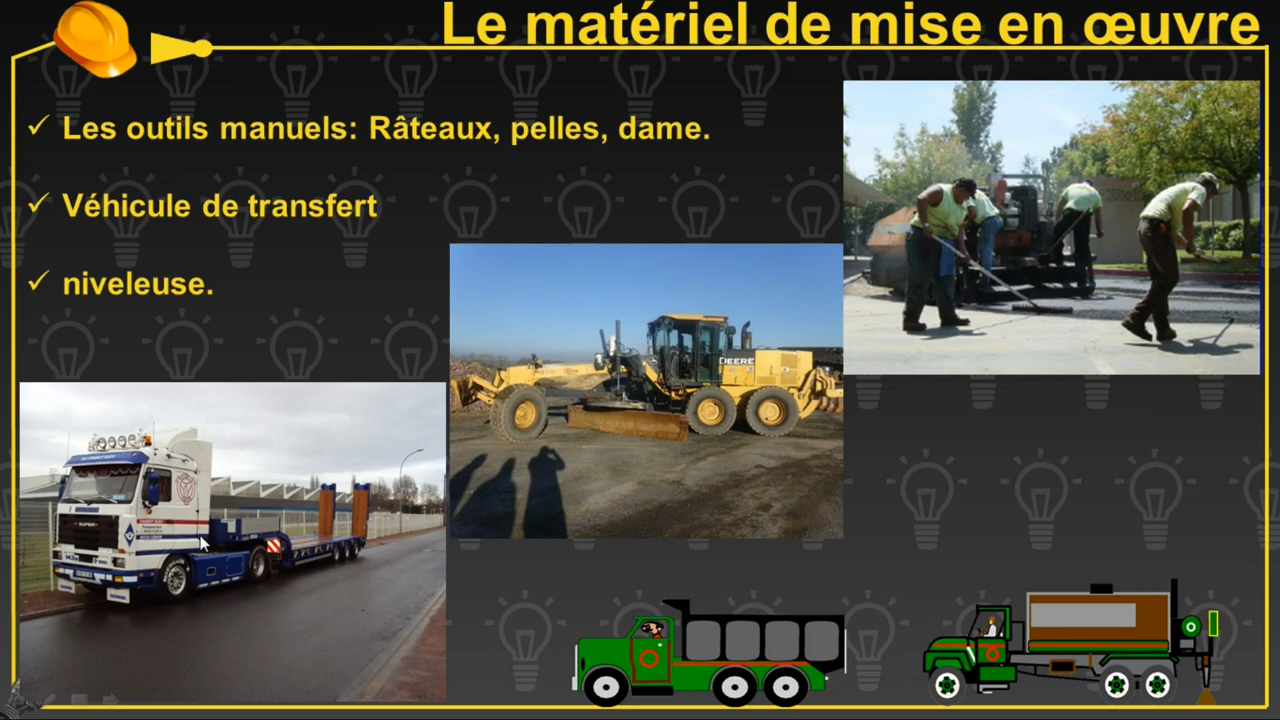 Le matériel de mise en œuvre
✓ Les outils manuels: Râteaux, pelles, dame.
✓ Véhicule de transfert
✓ niveleuse.
DEERE